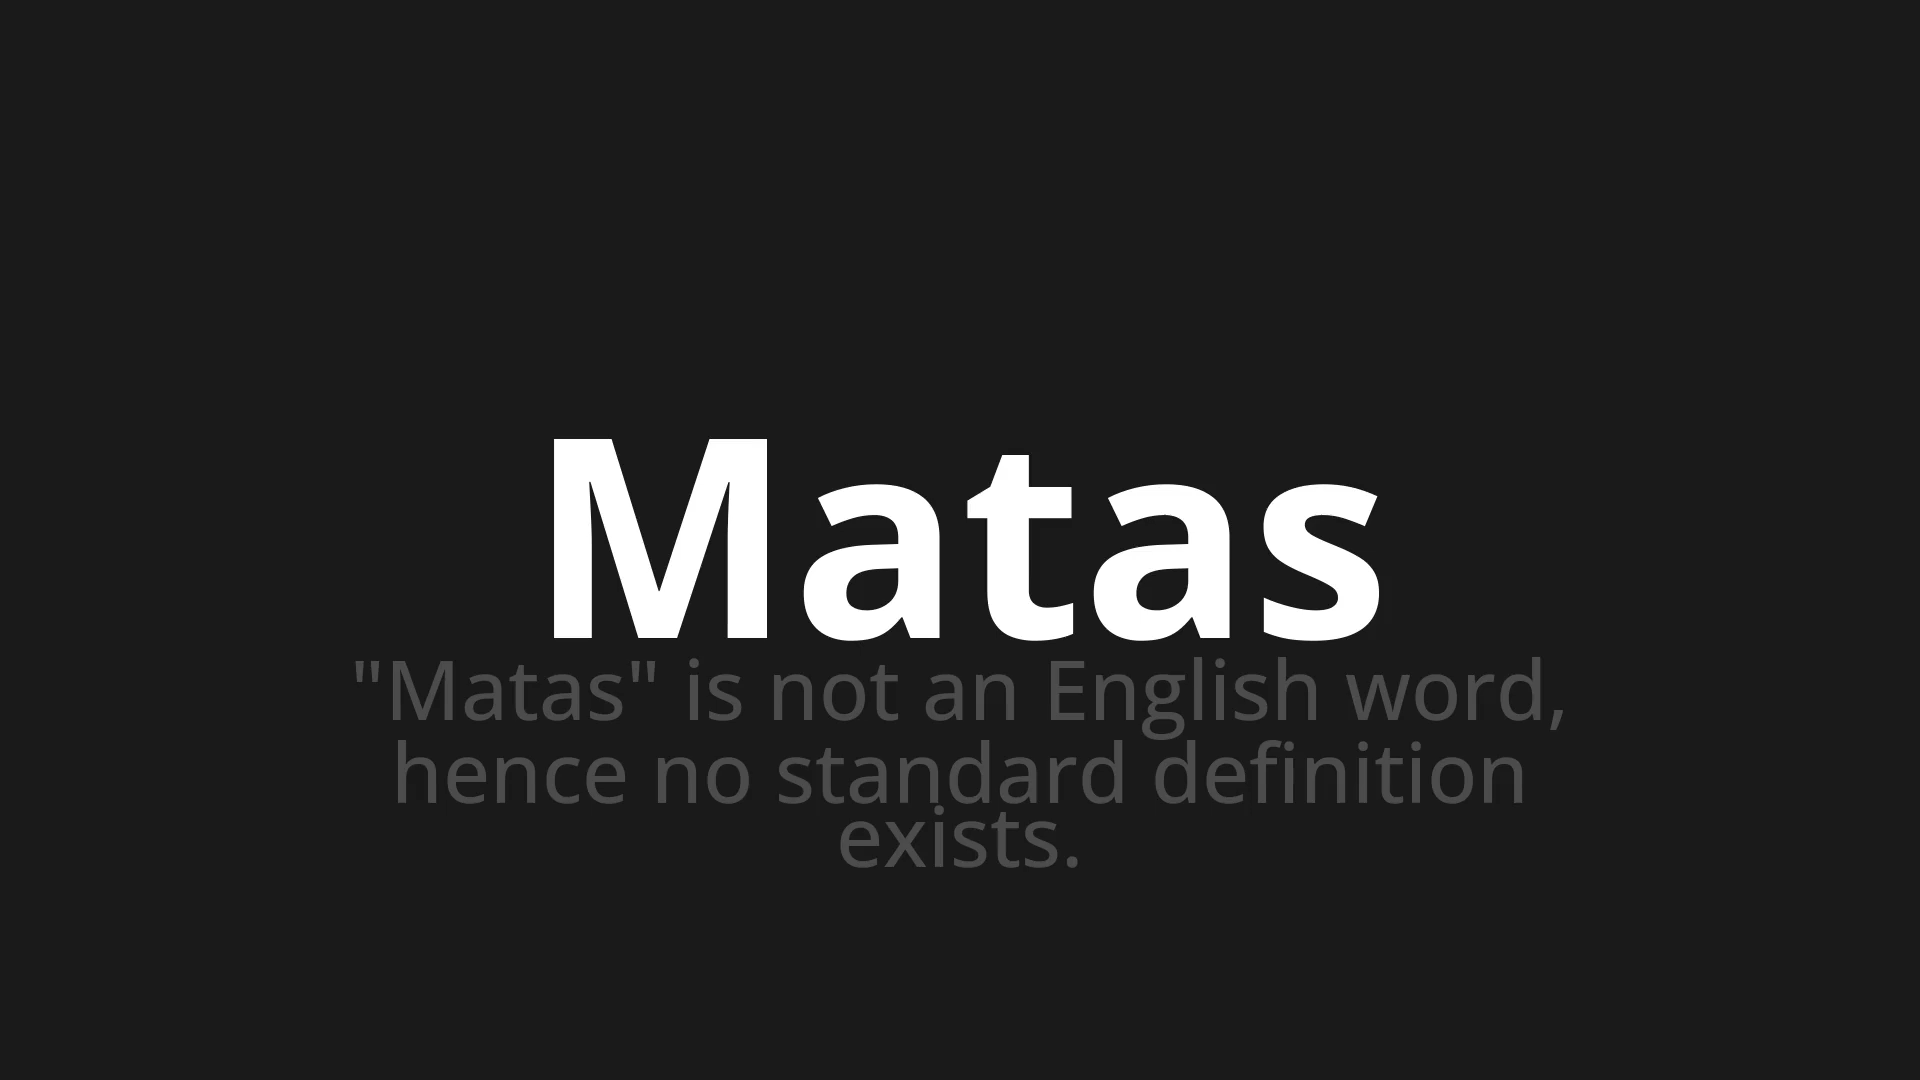 Matas
"Matas" is not an English word,
hence no standard definition
exists.